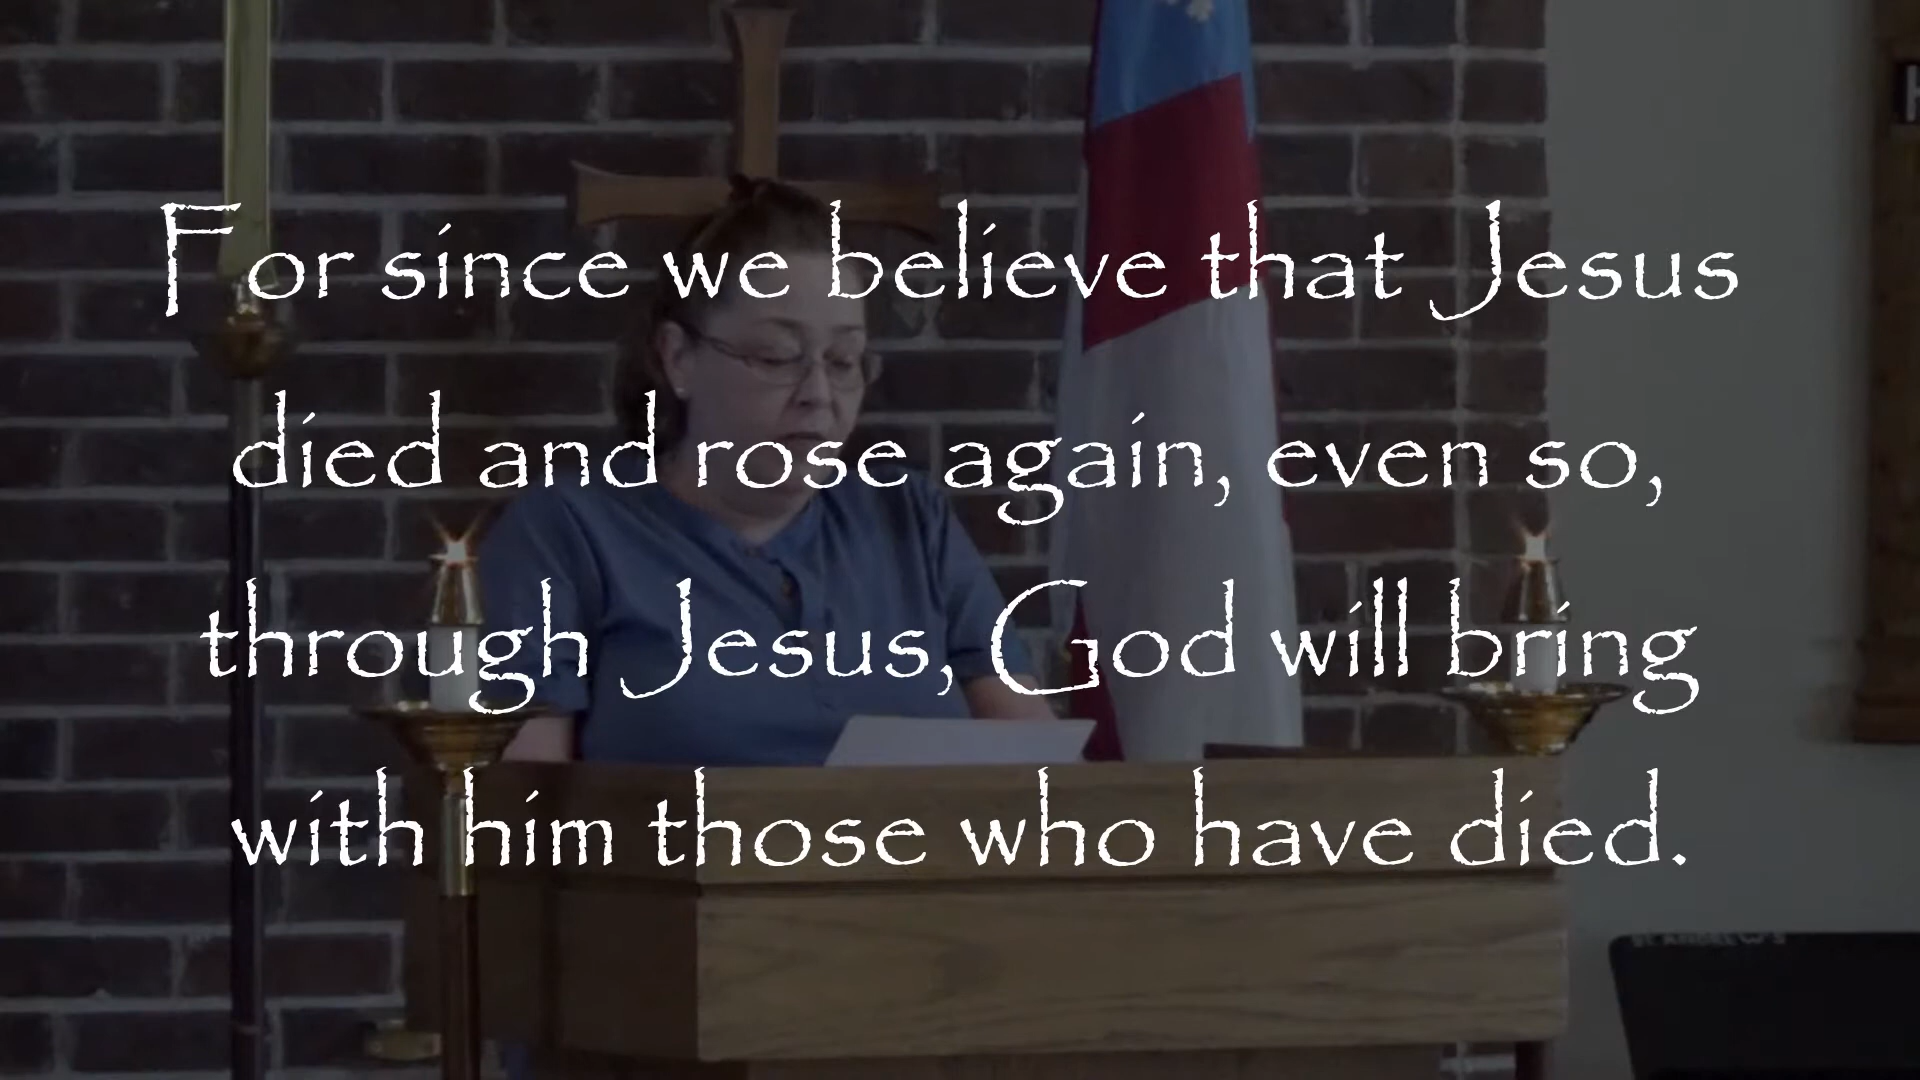 For since we believe that Jesus
died and rose again, even so,
through Jesus, God will bring
with him those who have died.